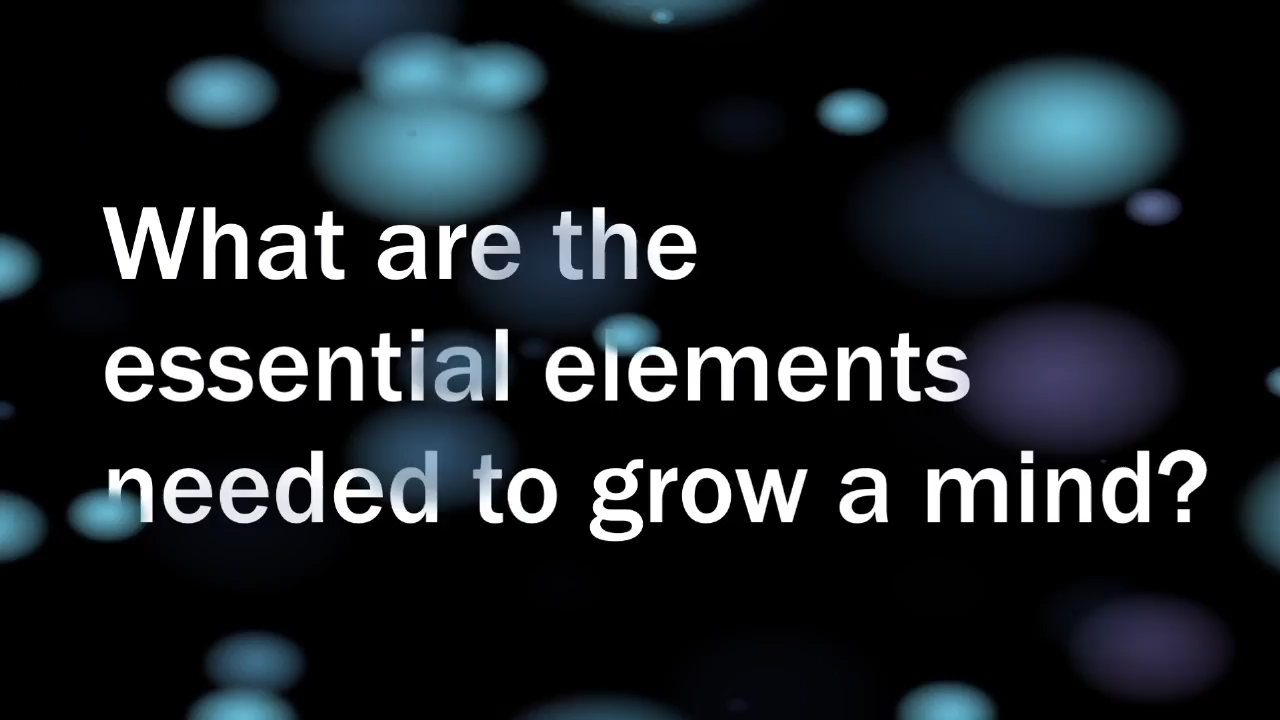 What are the
essential elements
needed to grow a mind?